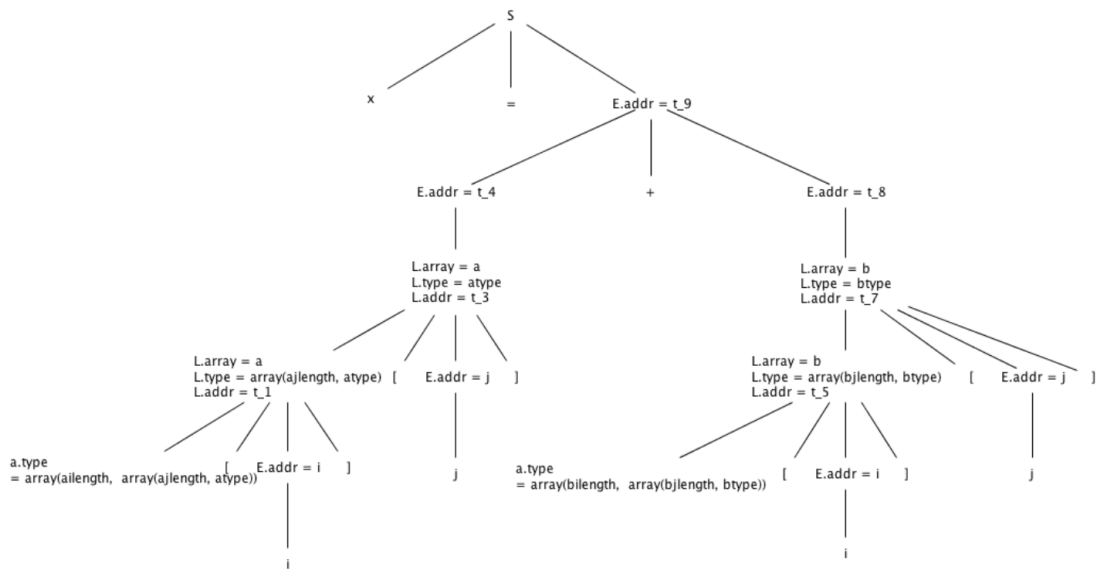 S
x = E.addr = t_9
E.addr = t_4 + E.addr = t_8
L.array = a
L.type = atype
L.addr = t_3
L.array = b
L.type = btype
L.addr = t_7
L.array = a
L.type = array(ajlength, atype) [ E.addr = j ]
L.addr = t_1
L.array = b
L.type = array(bjlength, btype) [ E.addr = j ]
L.addr = t_5
a.type
= array(ailength, array(ajlength, atype))
[ E.addr = i ]
j
a.type
= array(bilength, array(bjlength, btype))
[ E.addr = i ]
j
i
i